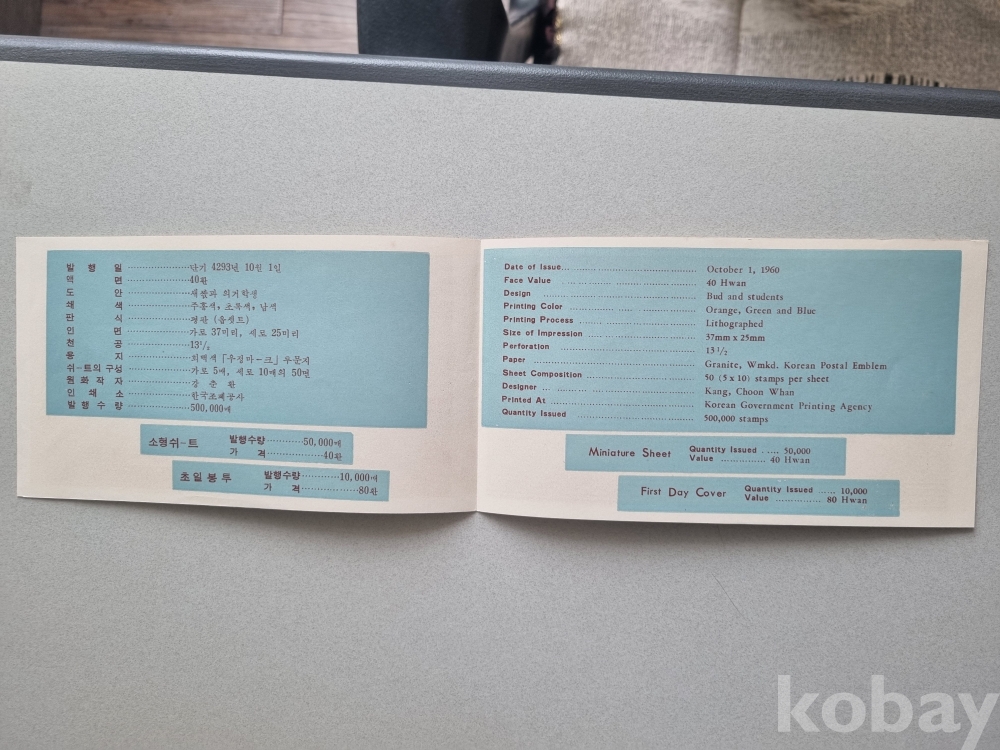 발 행 일 ················단기 4293년 10월 1일
액 면 ················40환
도 안 ················새싹과 의거학생
쇄 색 ················주홍색, 초록색, 남색
판 식 ················평판 (옵셋트)
인 면 ················가로 37미리, 세로 25미리
천 공 ················13½
용 지 ················외백색 「우정마ー크」 무문지
쉬ー트의 구성 ················가로 5매, 세로 10매의 50면
원 화 작 자 ················강 춘 환
인 쇄 소 ················한국조폐공사
발 행 수 량 ················500,000매
소형쉬ー트 발행수량 ··········50,000매
가 격 ················40환
초 일 봉 투 발행수량 ··········10,000매
가 격 ················80환
Date of Issue................ October 1, 1960
Face Value ................ 40 Hwan
Design ................ Bud and students
Printing Color ................ Orange, Green and Blue
Printing Process ................ Lithographed
Size of Impression ................ 37mm x 25mm
Perforation ................ 13 1/2
Paper ................ Granite, Wmkd. Korean Postal Emblem
Sheet Composition ................ 50 (5 x 10) stamps per sheet
Designer ................ Kang, Choon Whan
Printed At ................ Korean Government Printing Agency
Quantity Issued ................ 500,000 stamps
Miniature Sheet Quantity Issued ..... 50,000
Value ............... 40 Hwan
First Day Cover Quantity Issued ...... 10,000
Value ............... 80 Hwan
kobay